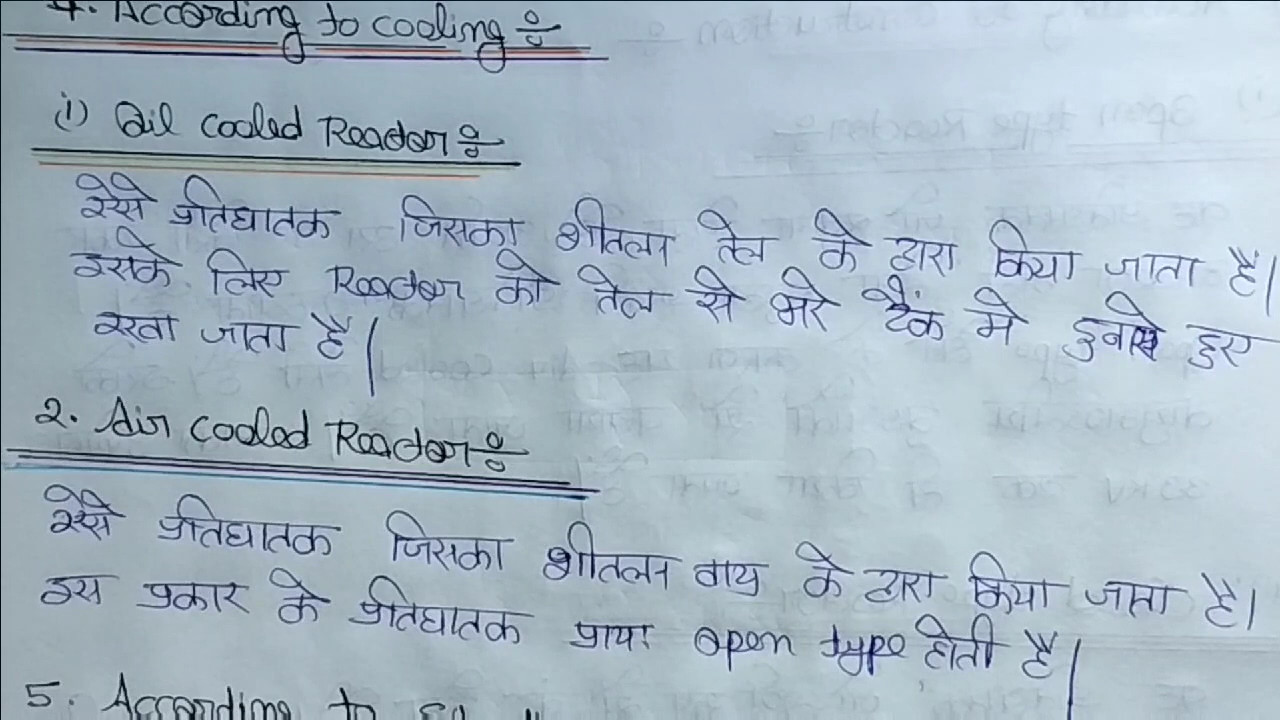 4. According to cooling ÷
(i) Oil cooled Reactor ÷
ऐसे प्रतिघातक जिसका शीतलन तेल के द्वारा किया जाता है।
इसके लिए Reactor को तेल से भरे टैंक मे डुबाये हुए
रखा जाता है।
2. Air cooled Reactor ÷
ऐसे प्रतिघातक जिसका शीतलन वायु के द्वारा किया जाता है।
इस प्रकार के प्रतिघातक प्रायः open type होती है।
5. According to